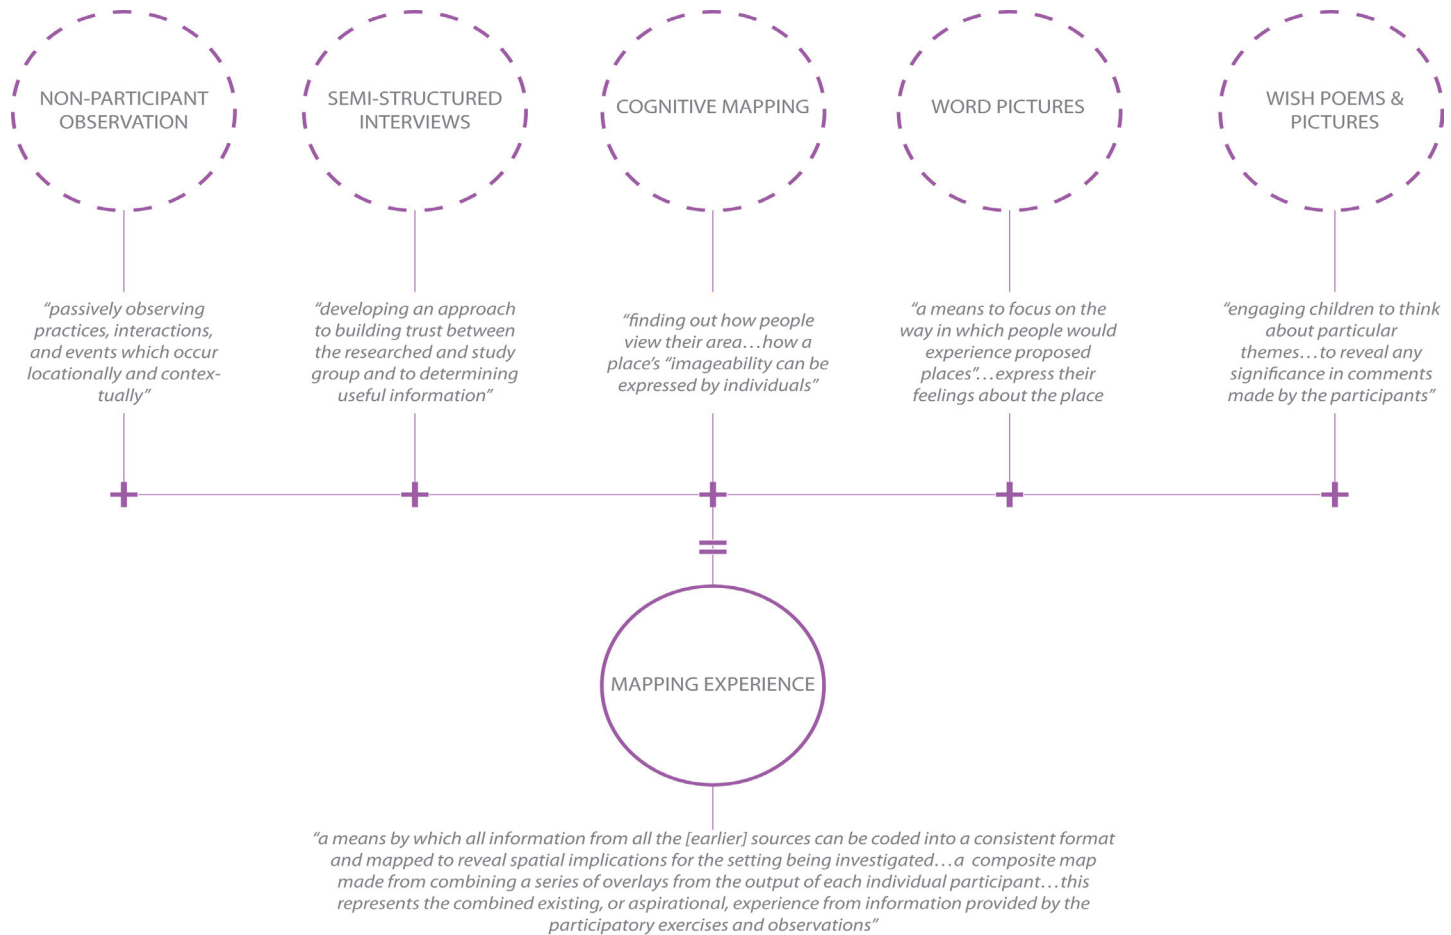 NON-PARTICIPANT
OBSERVATION
SEMI-STRUCTURED
INTERVIEWS
COGNITIVE MAPPING
WORD PICTURES
WISH POEMS &
PICTURES
“passively observing
practices, interactions,
and events which occur
locationally and contex-
tually”
“developing an approach
to building trust between
the researched and study
group and to determining
useful information”
“finding out how people
view their area…how a
place’s “imageability can be
expressed by individuals”
“a means to focus on the
way in which people would
experience proposed
places”…express their
feelings about the place
“engaging children to think
about particular
themes…to reveal any
significance in comments
made by the participants”
MAPPING EXPERIENCE
“a means by which all information from all the [earlier] sources can be coded into a consistent format
and mapped to reveal spatial implications for the setting being investigated…a composite map
made from combining a series of overlays from the output of each individual participant…this
represents the combined existing, or aspirational, experience from information provided by the
participatory exercises and observations”